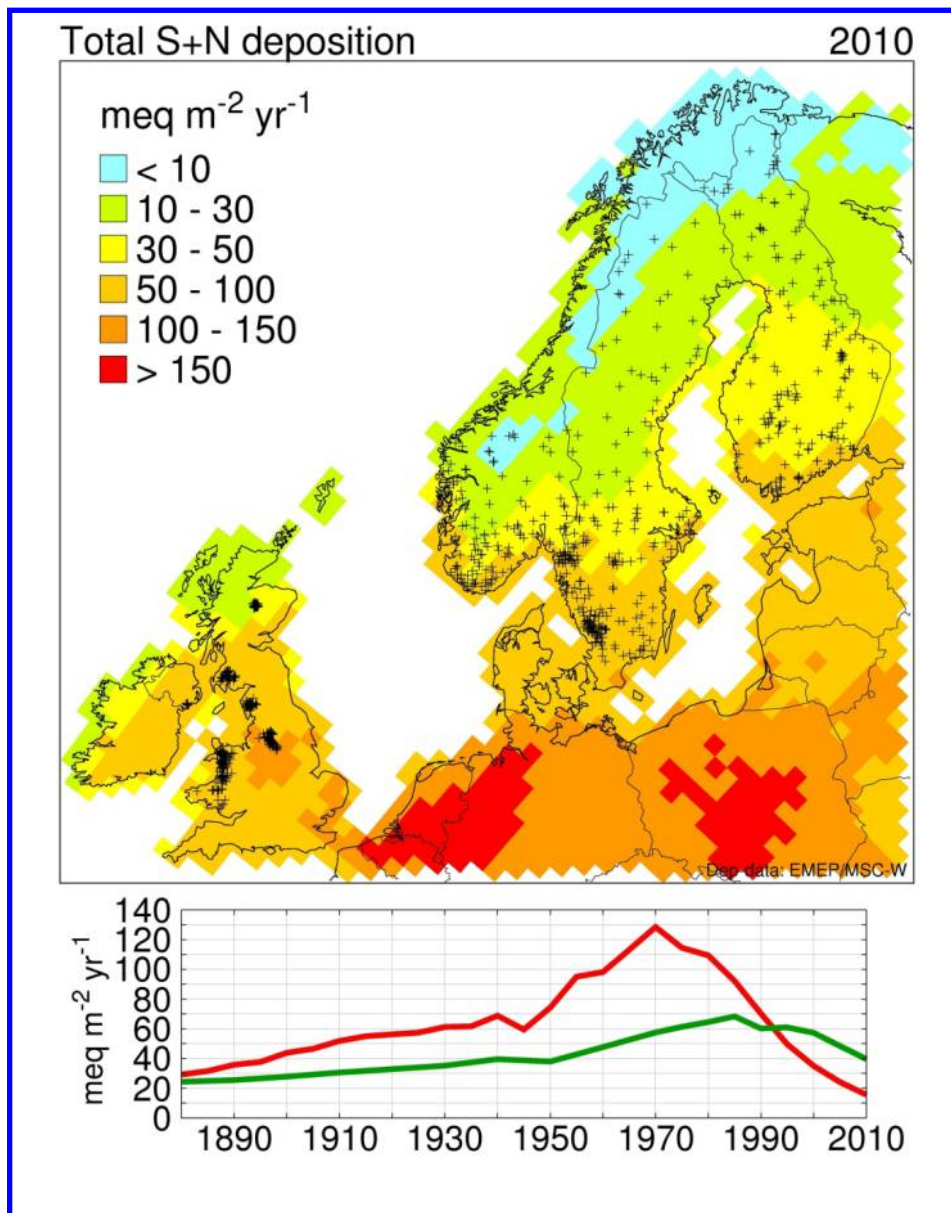 Total S+N deposition 2010
meq m⁻² yr⁻¹
< 10
10 - 30
30 - 50
50 - 100
100 - 150
> 150
Dep data: EMEP/MSC-W
140
120
100
80
60
40
20
0
meq m⁻² yr⁻¹
1890 1910 1930 1950 1970 1990 2010